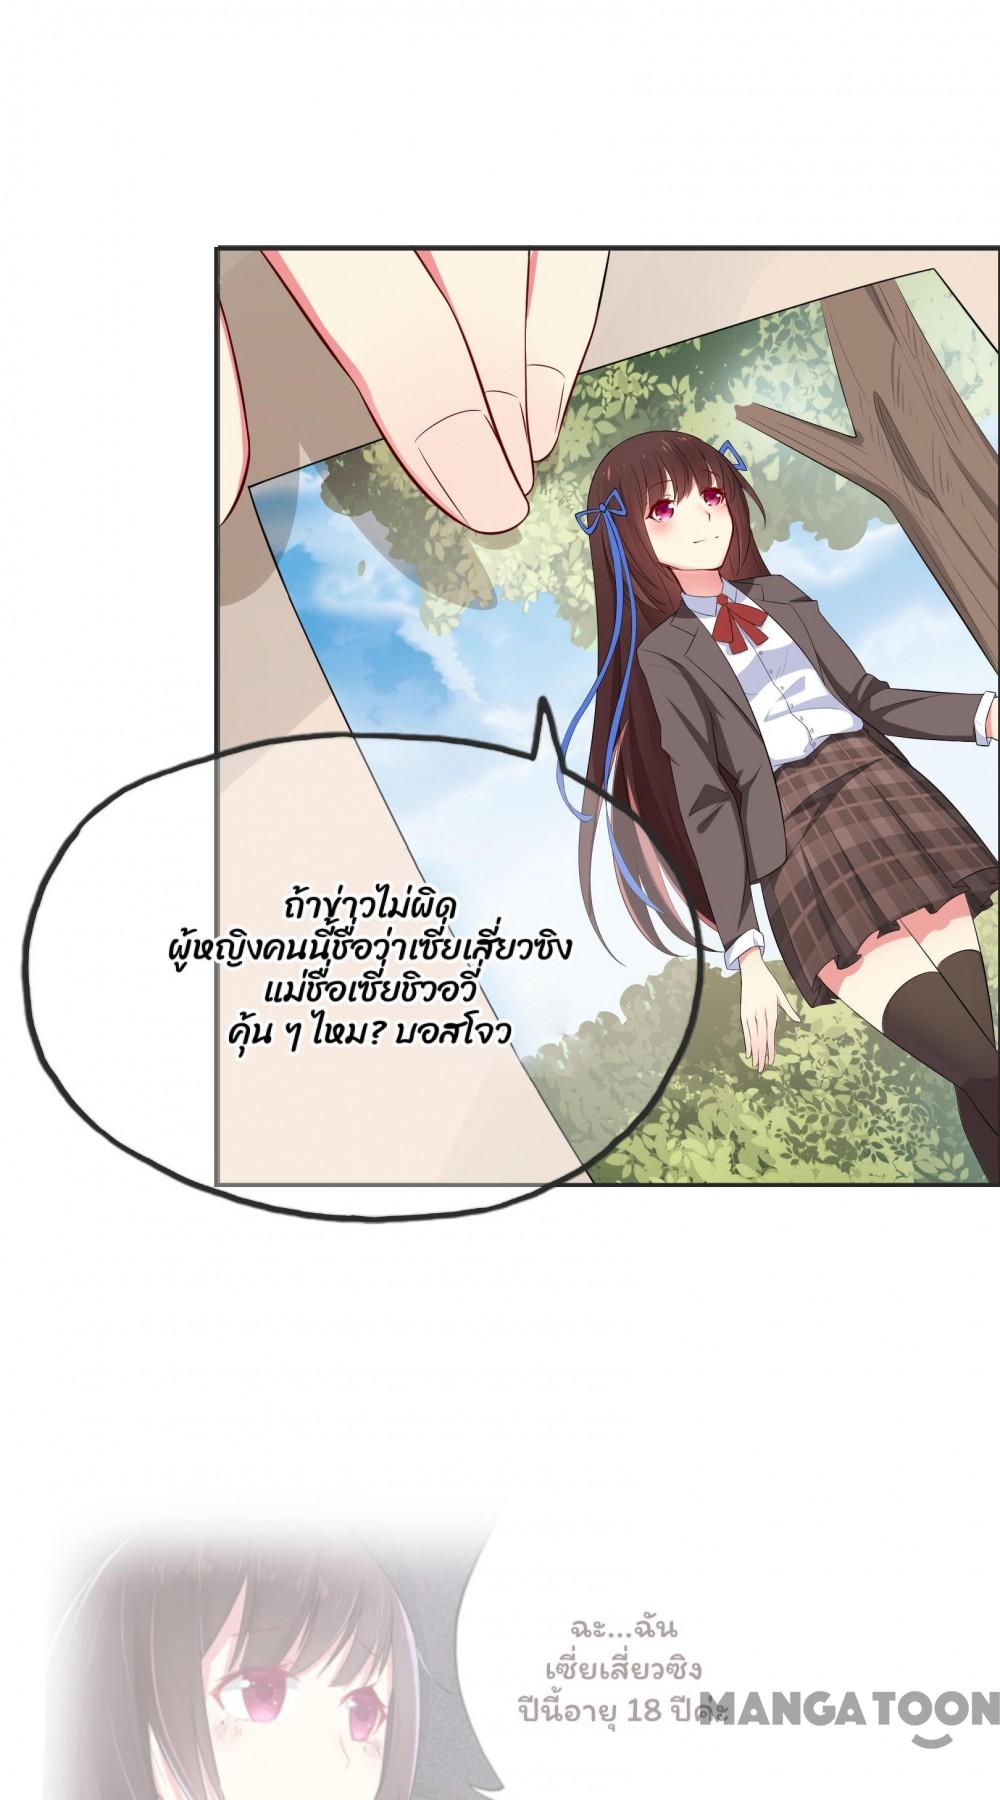 ถ้าข่าวไม่ผิด
ผู้หญิงคนนี้ชื่อว่าเซี่ยเสี่ยวซิง
แม่ชื่อเซี่ยชิวอวี่
คุ้น ๆ ไหม? บอสโจว
ฉะ...ฉัน
เซี่ยเสี่ยวซิง
ปีนี้อายุ 18 ปีค่ะ
MANGATOON